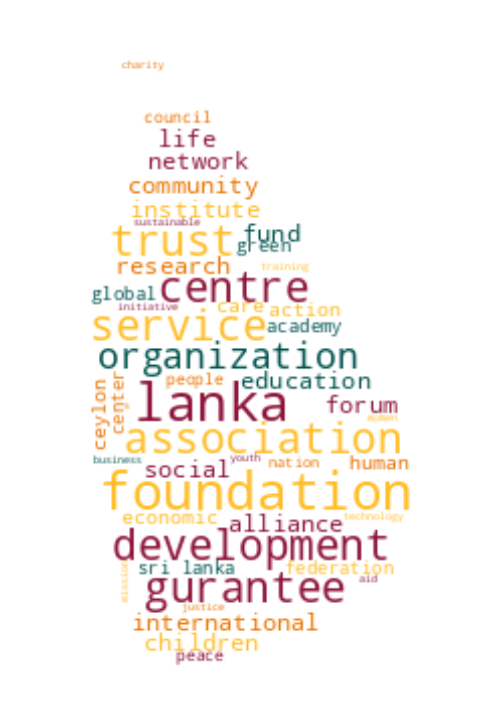 charity
council
life
network
community
institute
sustainable
trust
fund
green
research
training
global
centre
initiative
care
action
service
academy
organization
people
education
ceylon
center
lanka
forum
women
association
business
youth
social
nation
human
foundation
economic
technology
alliance
development
sri lanka
federation
mission
gurantee
aid
justice
international
children
peace